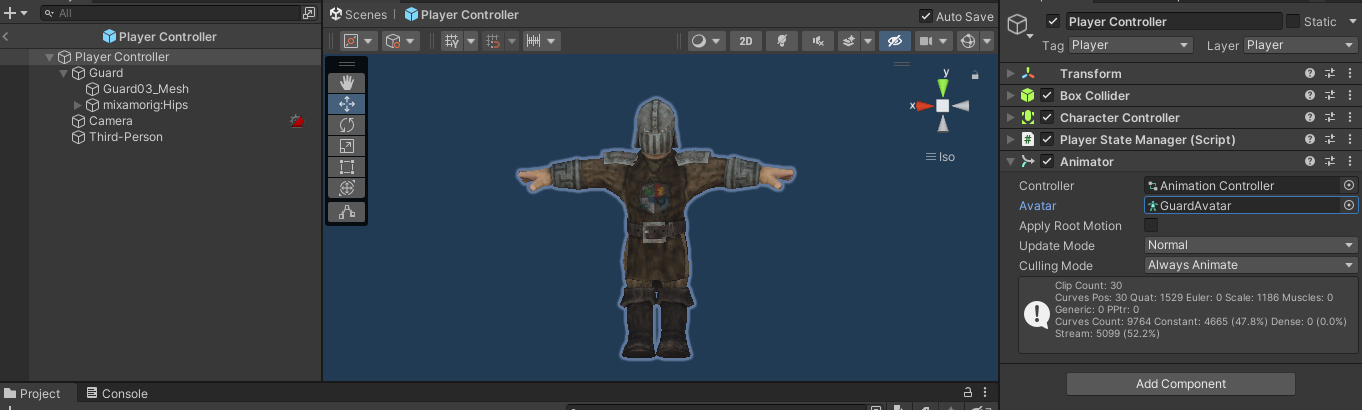 All
Player Controller
Player Controller
Guard
Guard03_Mesh
mixamorig:Hips
Camera
Third-Person
Scenes
Player Controller
Auto Save
2D
y
x
Iso
Player Controller
Static
Tag
Player
Layer
Player
Transform
Box Collider
Character Controller
# Player State Manager (Script)
Animator
Controller
Animation Controller
Avatar
GuardAvatar
Apply Root Motion
Update Mode
Normal
Culling Mode
Always Animate
Clip Count: 30
Curves Pos: 30 Quat: 1529 Euler: 0 Scale: 1186 Muscles: 0
Generic: 0 PPtr: 0
Curves Count: 9764 Constant: 4665 (47.8%) Dense: 0 (0.0%)
Stream: 5099 (52.2%)
Add Component
Project
Console